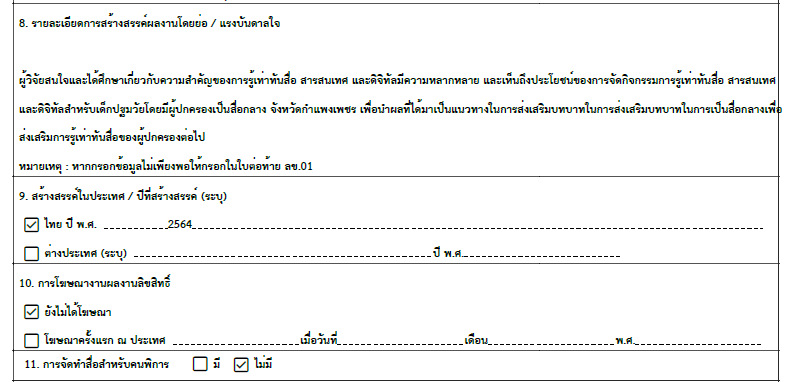 8. รายละเอียดการสร้างสรรค์ผลงานโดยย่อ / แรงบันดาลใจ
ผู้วิจัยสนใจและได้ศึกษาเกี่ยวกับความสำคัญของการรู้เท่าทันสื่อ สารสนเทศ และดิจิทัลมีความหลากหลาย และเห็นถึงประโยชน์ของการจัดกิจกรรมการรู้เท่าทันสื่อ สารสนเทศ
และดิจิทัลสำหรับเด็กปฐมวัยโดยมีผู้ปกครองเป็นสื่อกลาง จังหวัดกำแพงเพชร เพื่อนำผลที่ได้มาเป็นแนวทางในการส่งเสริมบทบาทในการส่งเสริมบทบาทในการเป็นสื่อกลางเพื่อ
ส่งเสริมการรู้เท่าทันสื่อของผู้ปกครองต่อไป
หมายเหตุ : หากกรอกข้อมูลไม่เพียงพอให้กรอกในใบต่อท้าย ลข.01
9. สร้างสรรค์ในประเทศ / ปีที่สร้างสรรค์ (ระบุ)
ไทย ปี พ.ศ. 2564
ต่างประเทศ (ระบุ) ปี พ.ศ.
10. การโฆษณางานผลงานลิขสิทธิ์
ยังไม่ได้โฆษณา
โฆษณาครั้งแรก ณ ประเทศ เมื่อวันที่ เดือน พ.ศ.
11. การจัดทำสื่อสำหรับคนพิการ มี ไม่มี